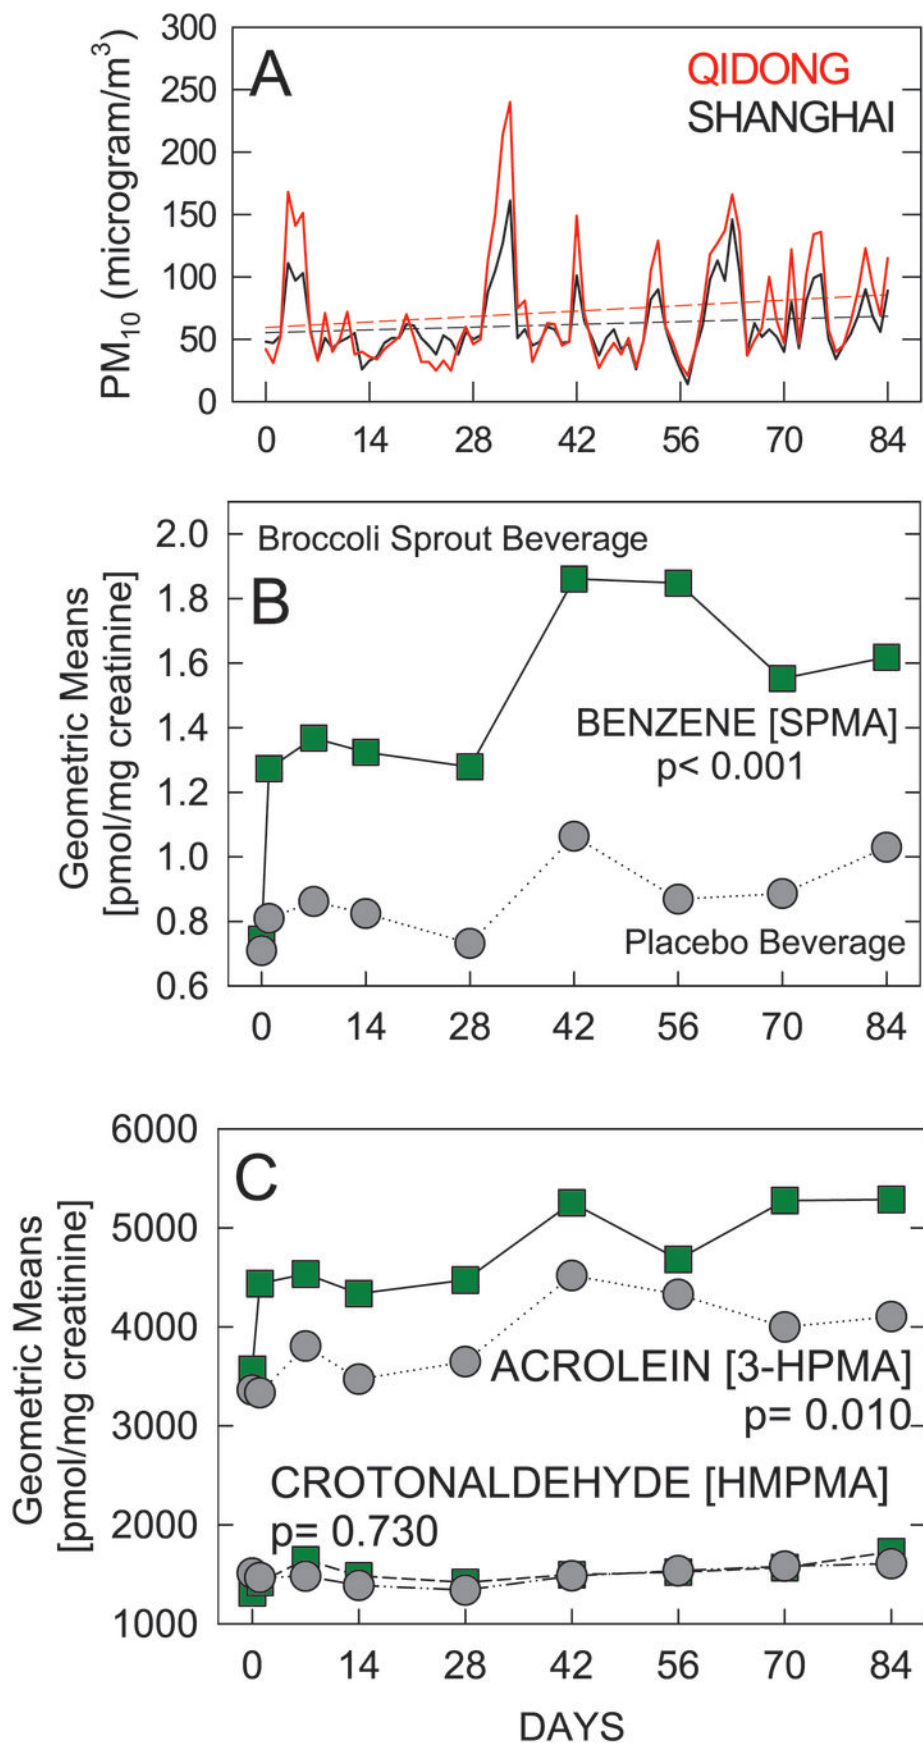 A
QIDONG
SHANGHAI
PM10 (microgram/m3)
300
250
200
150
100
50
0
0 14 28 42 56 70 84
Broccoli Sprout Beverage
B
BENZENE [SPMA]
p< 0.001
Placebo Beverage
Geometric Means
[pmol/mg creatinine]
2.0
1.8
1.6
1.4
1.2
1.0
0.8
0.6
0 14 28 42 56 70 84
C
ACROLEIN [3-HPMA]
p= 0.010
CROTONALDEHYDE [HMPMA]
p= 0.730
Geometric Means
[pmol/mg creatinine]
6000
5000
4000
3000
2000
1000
0 14 28 42 56 70 84
DAYS